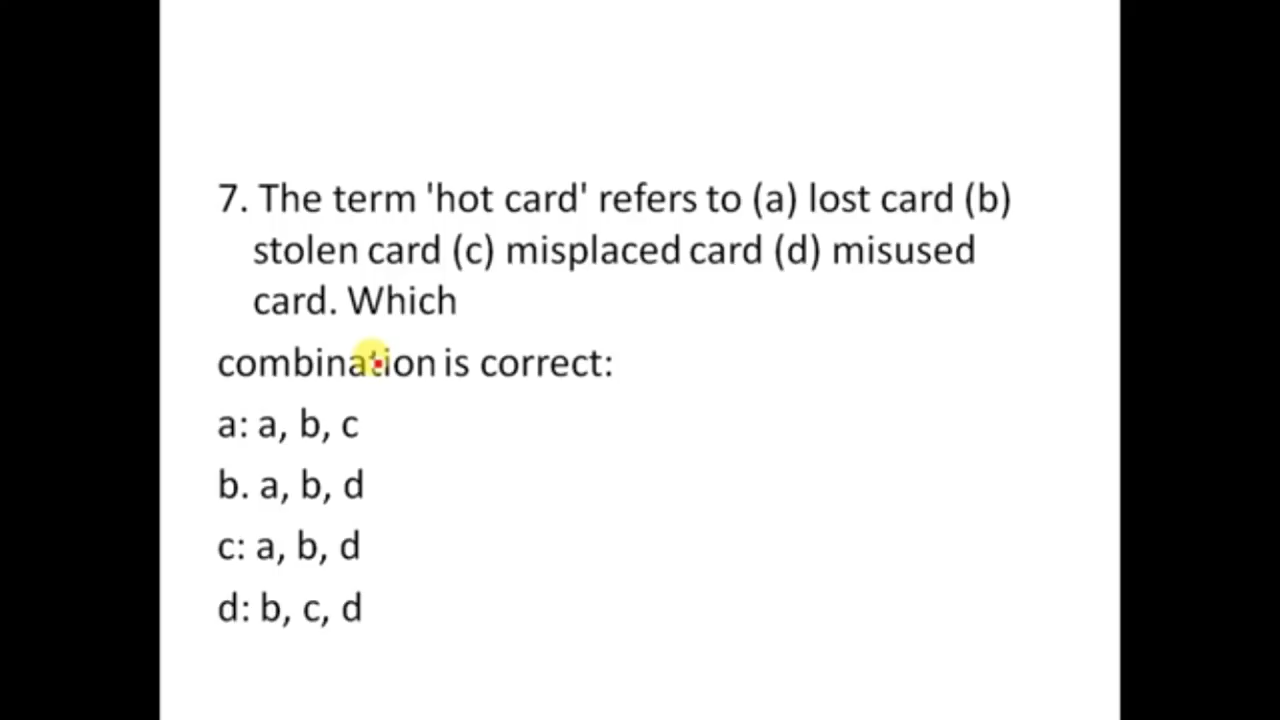 7. The term 'hot card' refers to (a) lost card (b)
stolen card (c) misplaced card (d) misused
card. Which
combination is correct:
a: a, b, c
b. a, b, d
c: a, b, d
d: b, c, d